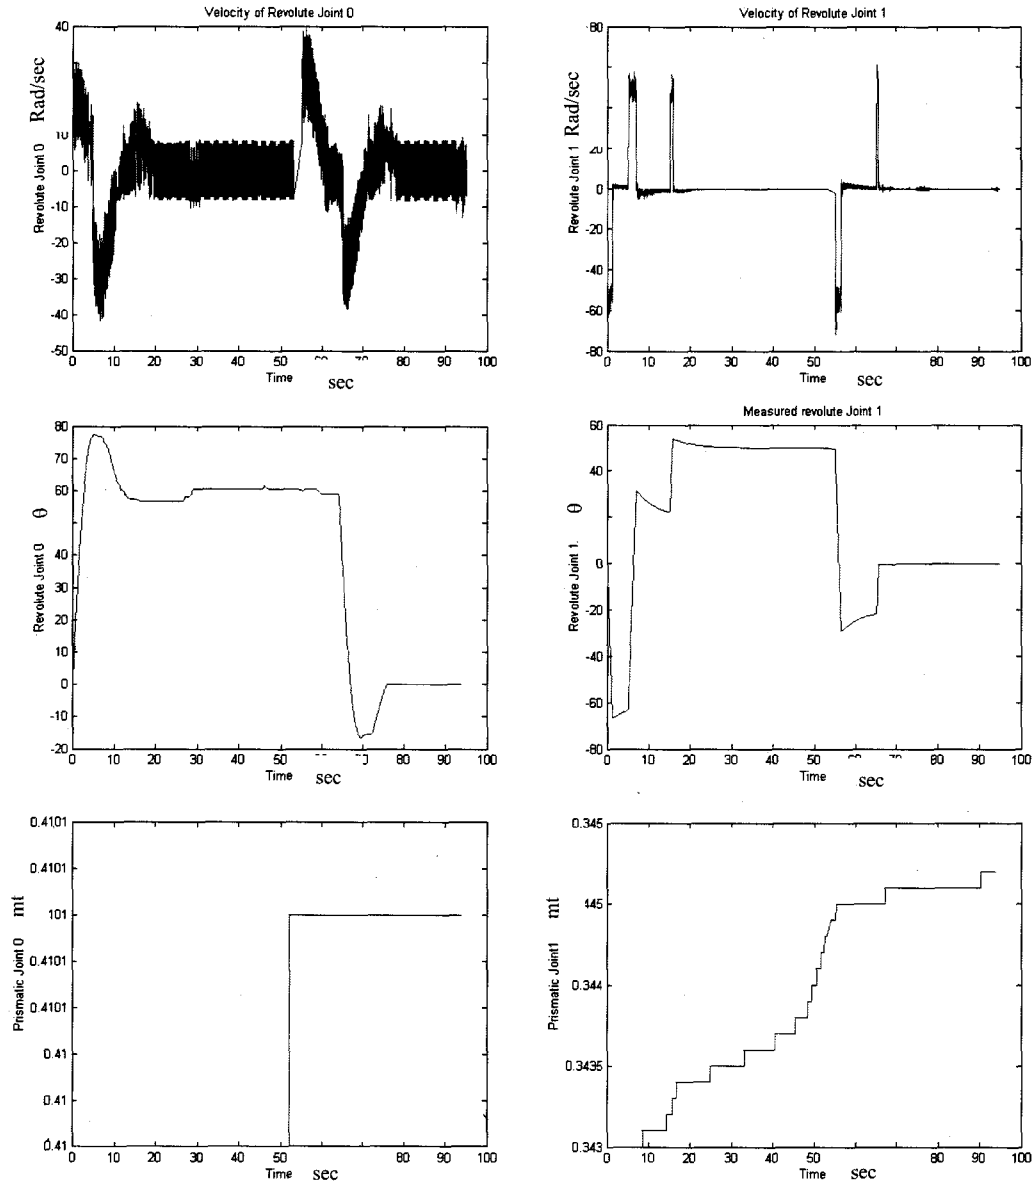 Velocity of Revolute Joint 0
40
30
10
0
-10
-20
-30
-40
-50
Revolute Joint 0 Rad/sec
0 10 20 30 40 50 80 90 100
Time sec
Velocity of Revolute Joint 1
80
60
40
20
0
-20
-40
-60
-80
Revolute Joint 1 Rad/sec
0 10 20 30 40 50 80 90 100
Time sec
80
70
60
40
30
20
10
0
-10
-20
Revolute Joint 0 θ
0 10 20 30 40 50 80 90 100
Time sec
Measured revolute Joint 1
60
40
0
-20
-40
-60
-80
Revolute Joint 1. θ
0 10 20 30 40 50 80 90 100
Time sec
0.4101
0.4101
101
0.4101
0.4101
0.41
0.41
0.41
Prismatic Joint 0 mt
0 10 20 30 40 50 80 90 100
Time sec
0.345
445
0.344
0.3435
0.343
Prismatic Joint1 mt
0 10 20 30 40 50 80 90 100
Time sec